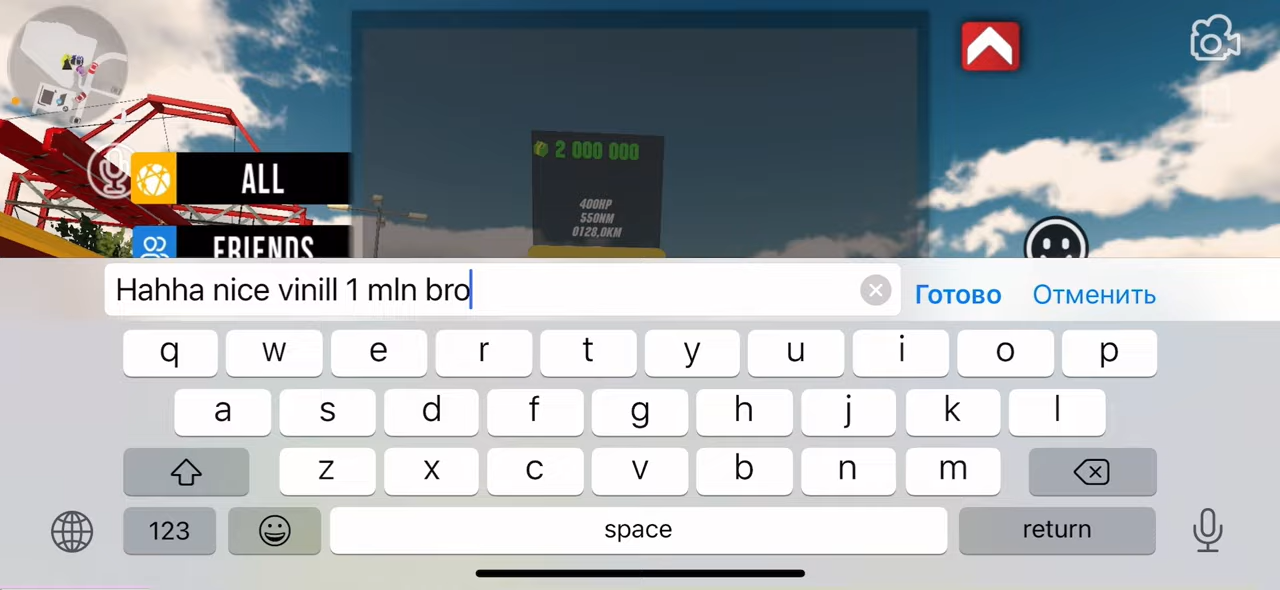 2 000 000
ALL
400HP
550NM
0128,0KM
FRIENDS
Hahha nice vinill 1 mln bro
Готово
Отменить
q w e r t y u i o p
a s d f g h j k l
z x c v b n m
123
space
return